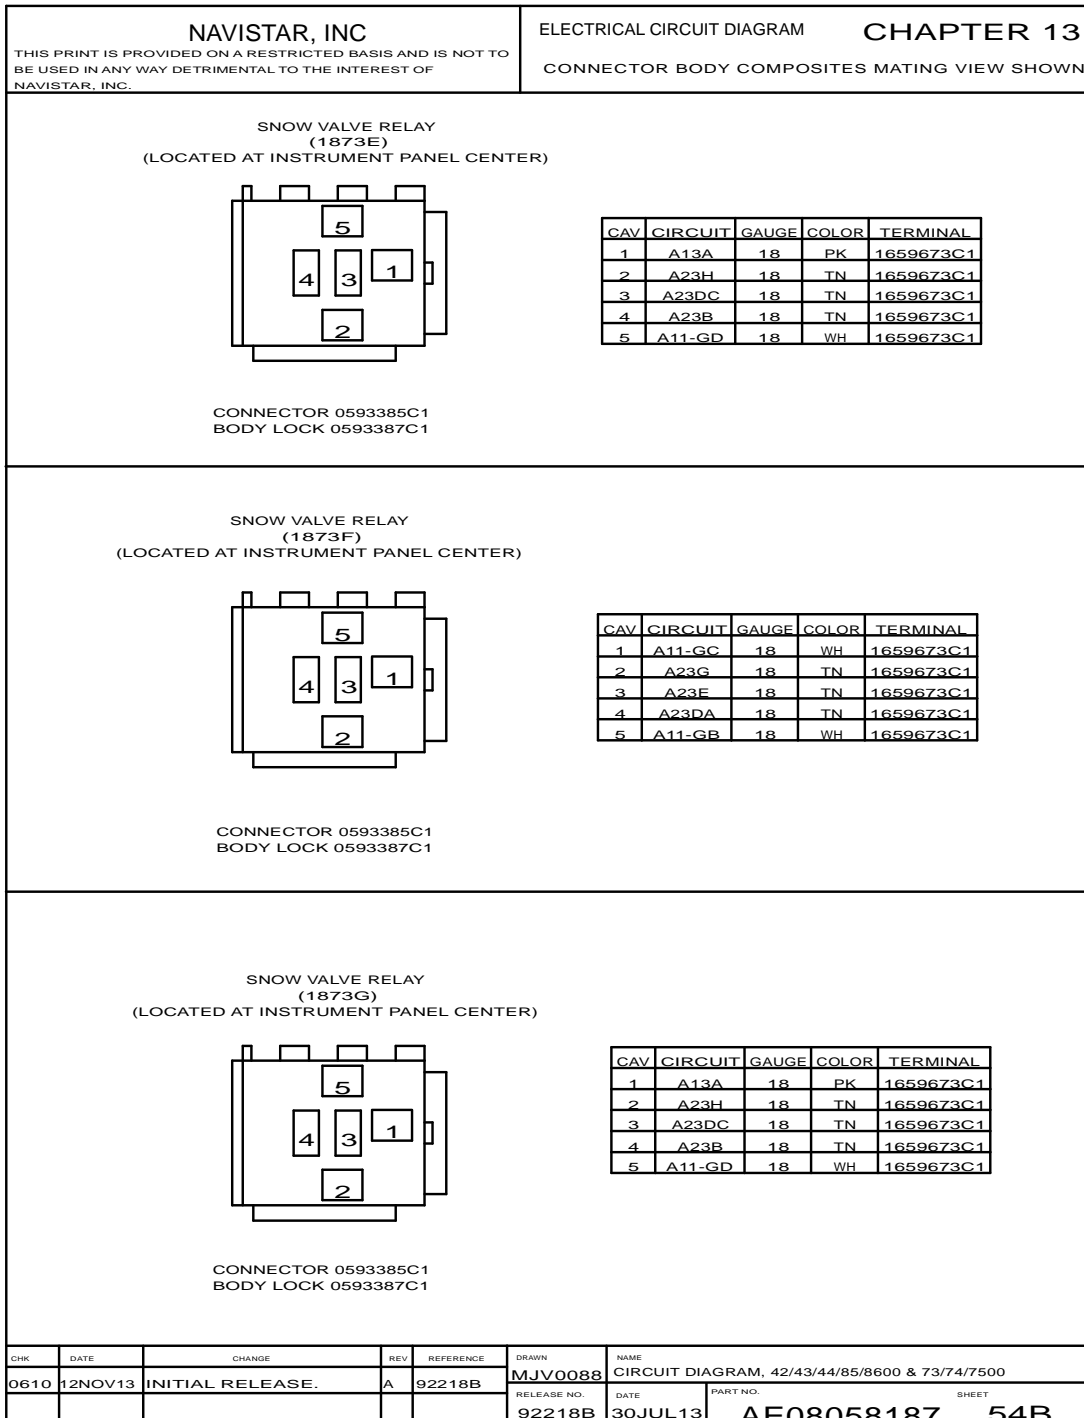 NAVISTAR, INC
THIS PRINT IS PROVIDED ON A RESTRICTED BASIS AND IS NOT TO
BE USED IN ANY WAY DETRIMENTAL TO THE INTEREST OF
NAVISTAR, INC.
ELECTRICAL CIRCUIT DIAGRAM CHAPTER 13
CONNECTOR BODY COMPOSITES MATING VIEW SHOWN
SNOW VALVE RELAY
(1873E)
(LOCATED AT INSTRUMENT PANEL CENTER)
5
4 3 1
2
CONNECTOR 0593385C1
BODY LOCK 0593387C1
CAV CIRCUIT GAUGE COLOR TERMINAL
1 A13A 18 PK 1659673C1
2 A23H 18 TN 1659673C1
3 A23DC 18 TN 1659673C1
4 A23B 18 TN 1659673C1
5 A11-GD 18 WH 1659673C1
SNOW VALVE RELAY
(1873F)
(LOCATED AT INSTRUMENT PANEL CENTER)
5
4 3 1
2
CONNECTOR 0593385C1
BODY LOCK 0593387C1
CAV CIRCUIT GAUGE COLOR TERMINAL
1 A11-GC 18 WH 1659673C1
2 A23G 18 TN 1659673C1
3 A23E 18 TN 1659673C1
4 A23DA 18 TN 1659673C1
5 A11-GB 18 WH 1659673C1
SNOW VALVE RELAY
(1873G)
(LOCATED AT INSTRUMENT PANEL CENTER)
5
4 3 1
2
CONNECTOR 0593385C1
BODY LOCK 0593387C1
CAV CIRCUIT GAUGE COLOR TERMINAL
1 A13A 18 PK 1659673C1
2 A23H 18 TN 1659673C1
3 A23DC 18 TN 1659673C1
4 A23B 18 TN 1659673C1
5 A11-GD 18 WH 1659673C1
CHK DATE CHANGE REV REFERENCE
0610 12NOV13 INITIAL RELEASE. A 92218B
DRAWN
MJV0088
NAME
CIRCUIT DIAGRAM, 42/43/44/85/8600 & 73/74/7500
RELEASE NO. DATE PART NO. SHEET
92218B 30JUL13 AE08058187 54B